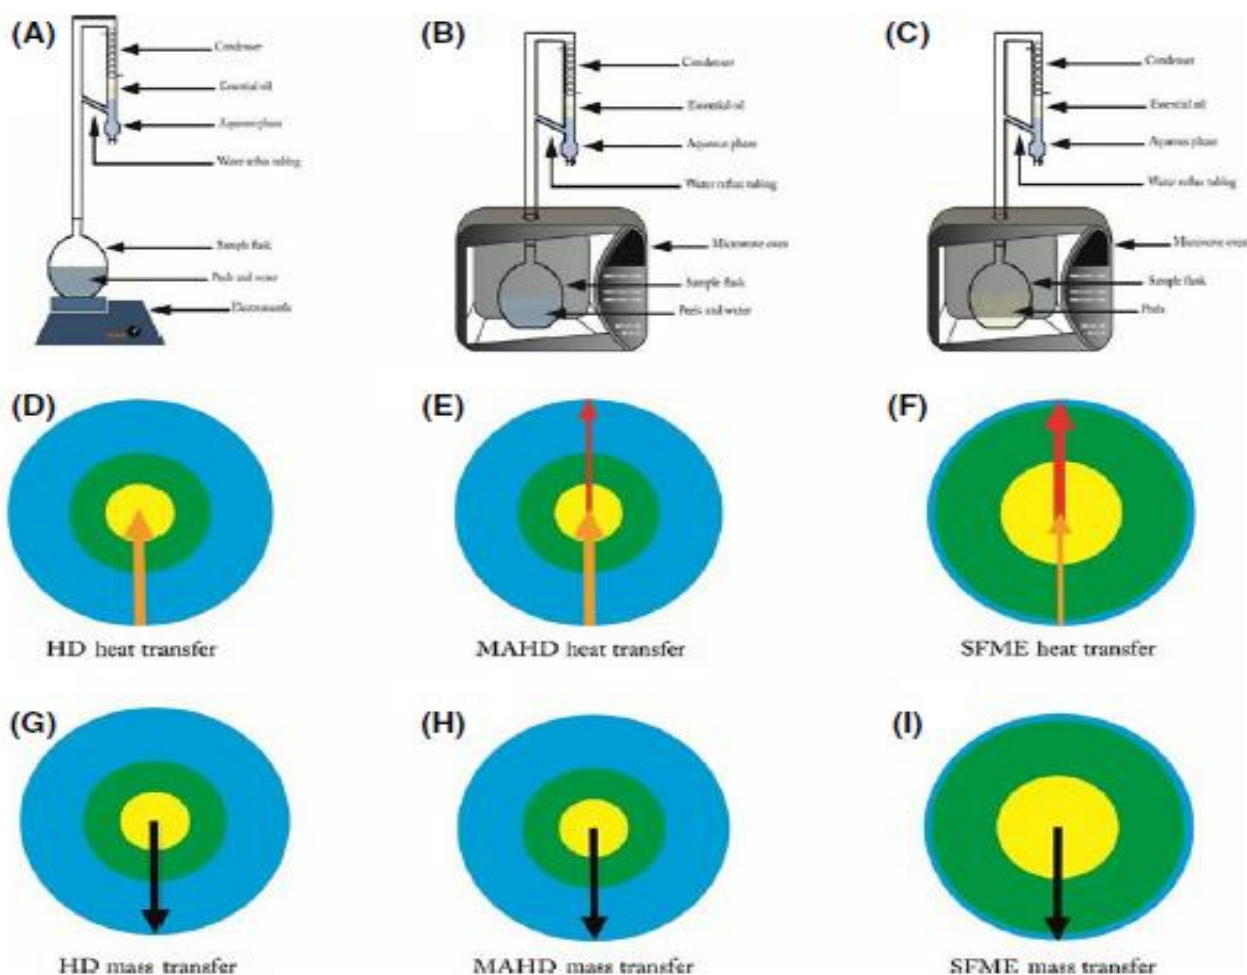 (A)
Condenser
Essential oil
Aqueous phase
Water reflux tubing
Sample flask
Peels and water
Electromantle
(B)
Condenser
Essential oil
Aqueous phase
Water reflux tubing
Microwave oven
Sample flask
Peels and water
(C)
Condenser
Essential oil
Aqueous phase
Water reflux tubing
Microwave oven
Sample flask
Peels
(D)
HD heat transfer
(E)
MAHD heat transfer
(F)
SFME heat transfer
(G)
HD mass transfer
(H)
MAHD mass transfer
(I)
SFME mass transfer